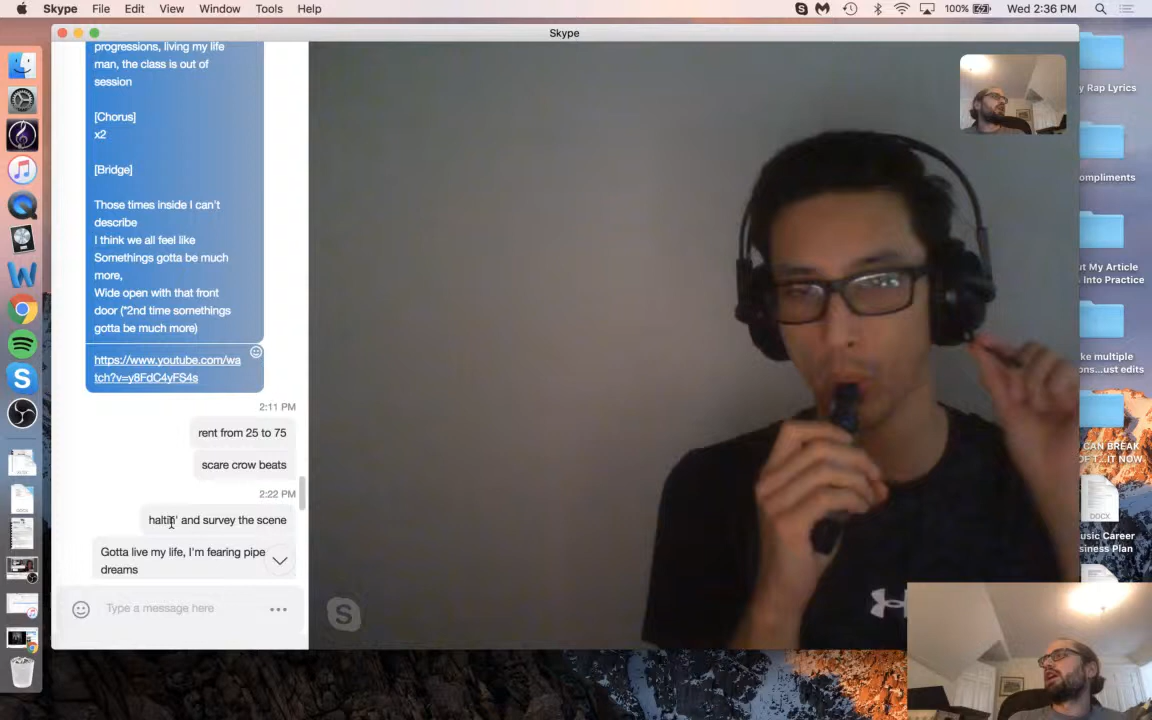 Skype File Edit View Window Tools Help
100% Wed 2:36 PM
Skype
progressions, living my life
man, the class is out of
session
[Chorus]
x2
[Bridge]
Those times inside I can't
describe
I think we all feel like
Somethings gotta be much
more,
Wide open with that front
door (*2nd time somethings
gotta be much more)
https://www.youtube.com/wa
tch?v=y8FdC4yFS4s
2:11 PM
rent from 25 to 75
scare crow beats
2:22 PM
haltin' and survey the scene
Gotta live my life, I'm fearing pipe
dreams
Type a message here
y Rap Lyrics
ompliments
ut My Article
Into Practice
ke multiple
ons...ust edits
CAN BREAK
OF T...IT NOW
DOCX
usic Career
siness Plan